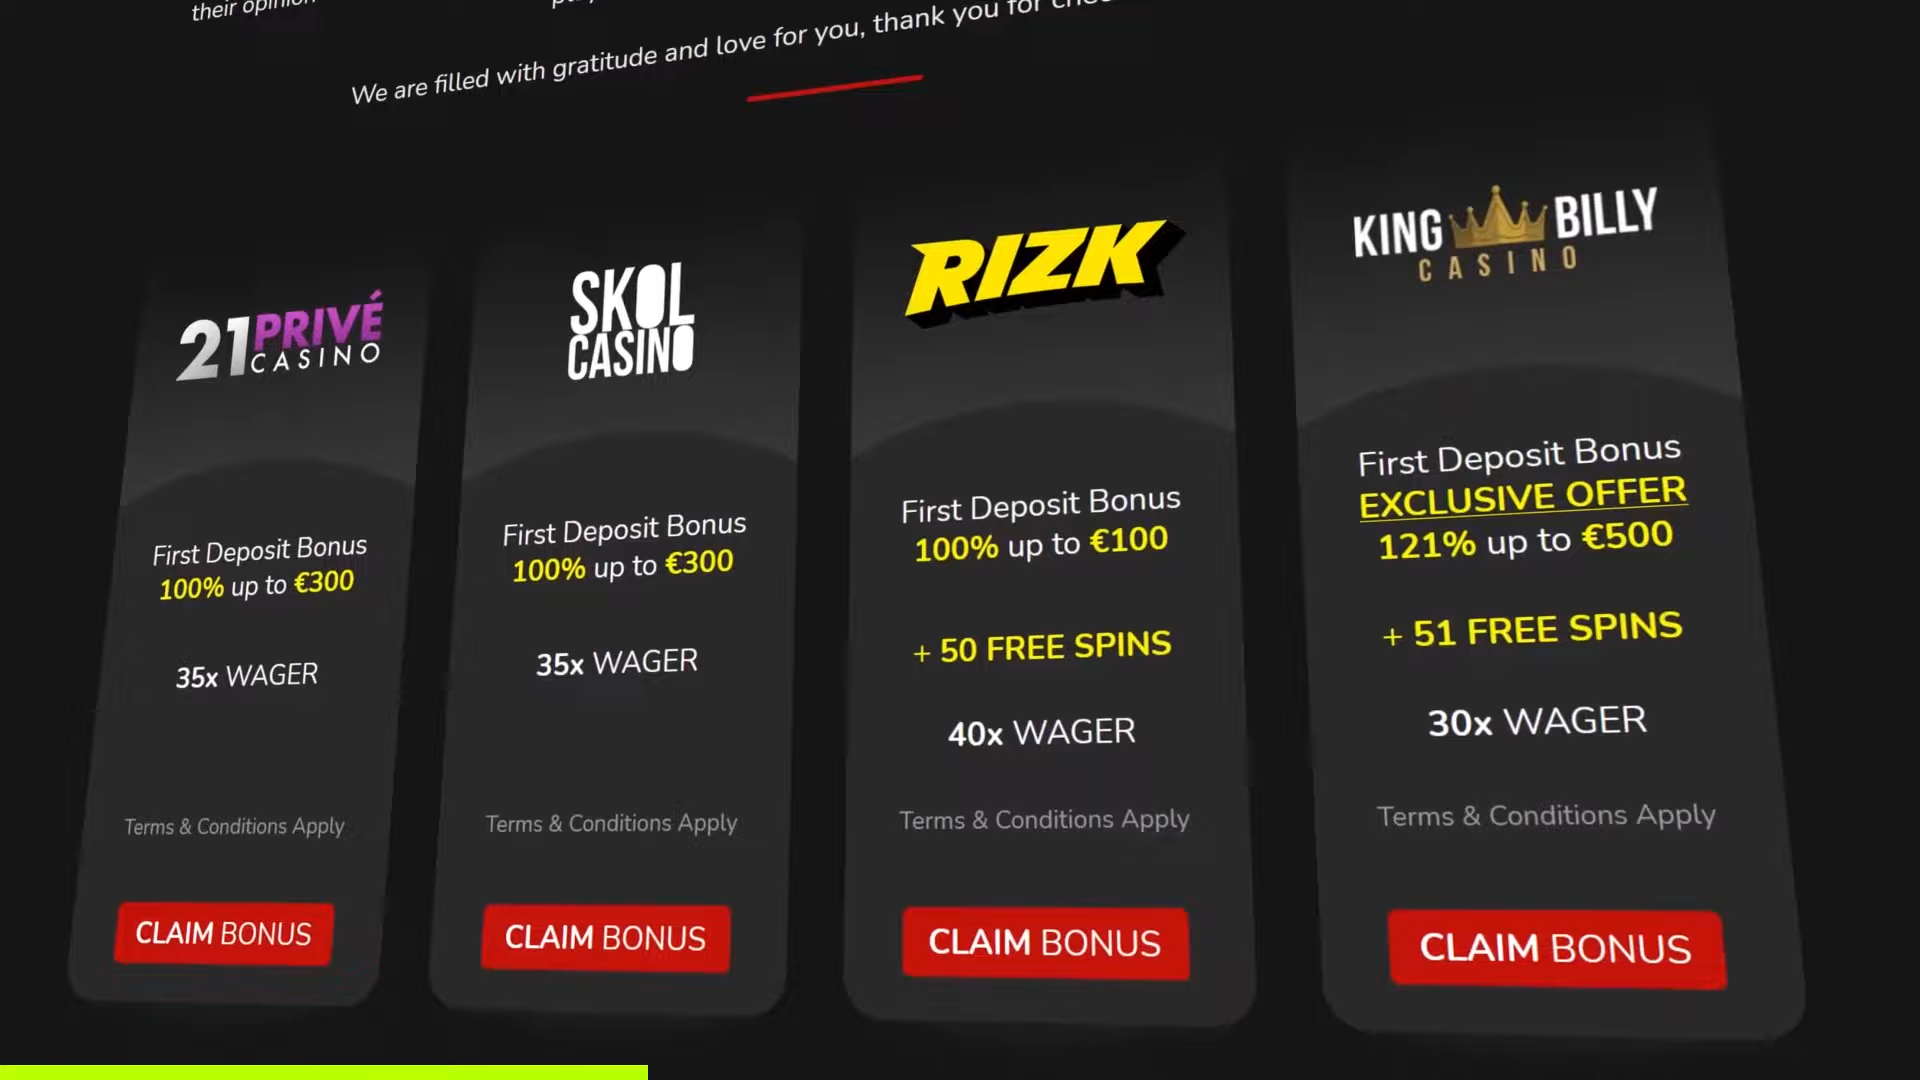 their opinion
We are filled with gratitude and love for you, thank you for
21 PRIVÉ
CASINO
First Deposit Bonus
100% up to €300
35x WAGER
Terms & Conditions Apply
CLAIM BONUS
SKOL
CASINO
First Deposit Bonus
100% up to €300
35x WAGER
Terms & Conditions Apply
CLAIM BONUS
RIZK
First Deposit Bonus
100% up to €100
+ 50 FREE SPINS
40x WAGER
Terms & Conditions Apply
CLAIM BONUS
KING BILLY
CASINO
First Deposit Bonus
EXCLUSIVE OFFER
121% up to €500
+ 51 FREE SPINS
30x WAGER
Terms & Conditions Apply
CLAIM BONUS